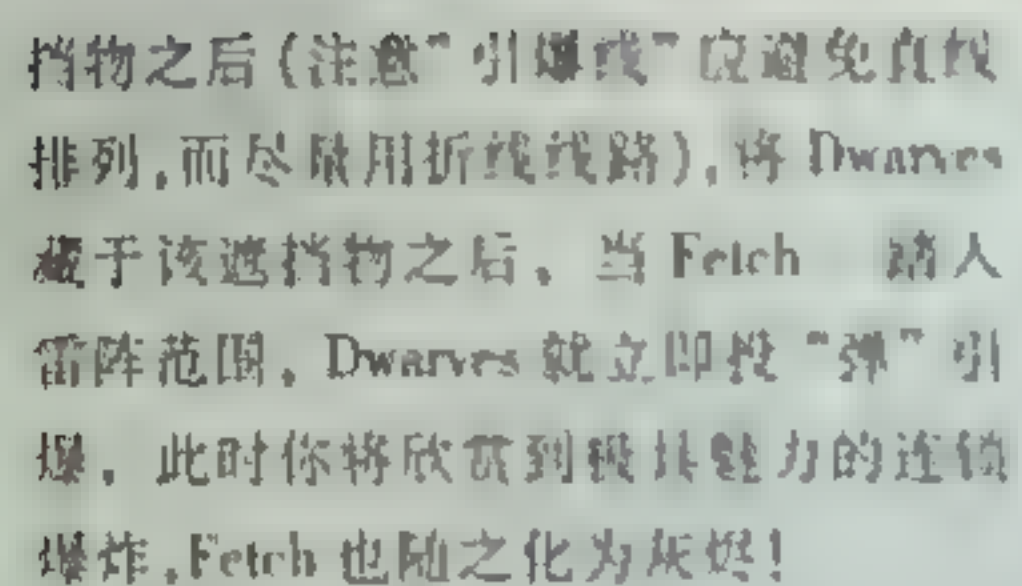 挡物之后(注意“引爆线”应避免直线
排列,而尽量用折线线路),将 Dwarves
藏于该遮挡物之后。当 Fetch 踏入
雷阵范围, Dwarves 就立即投“弹”引
爆。此时你将欣赏到极具魅力的连锁
爆炸,Fetch 也随之化为灰烬!